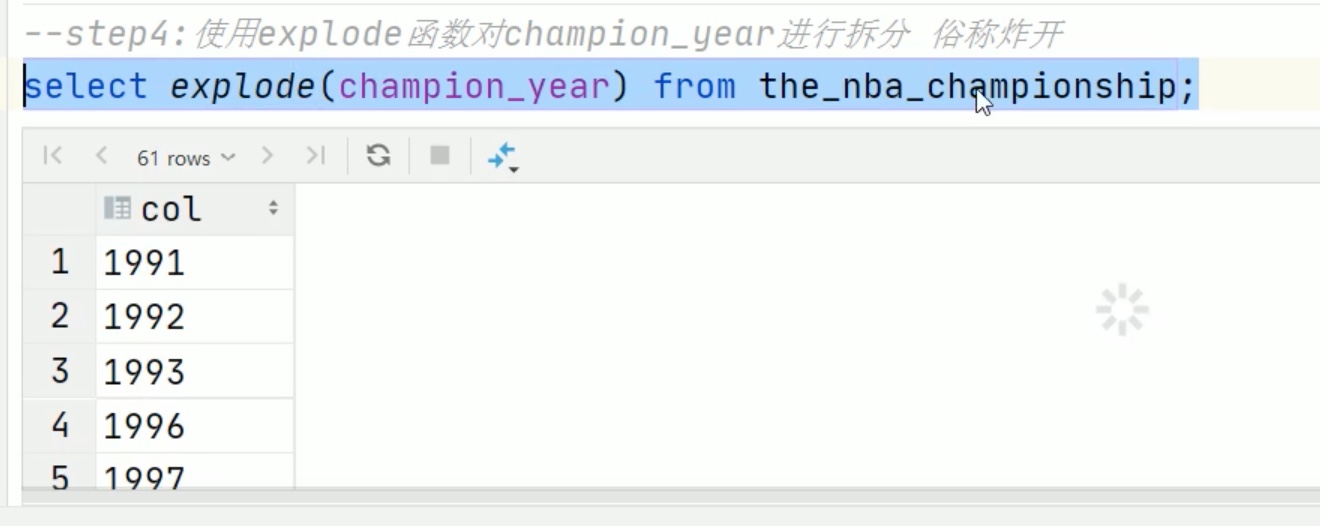 --step4:使用explode函数对champion_year进行拆分 俗称炸开
select explode(champion_year) from the_nba_championship;
61 rows
col
1 1991
2 1992
3 1993
4 1996
5 1997